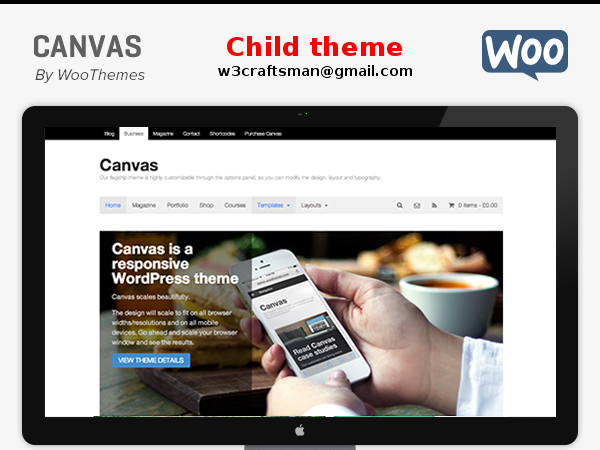 CANVAS
By WooThemes
Child theme
w3craftsman@gmail.com
WOO
Blog Business Magazine Contact Shortcodes Purchase Canvas
Canvas
Our flagship theme is highly customizable through the options panel, so you can modify the design, layout and typography.
Home Magazine Portfolio Shop Courses Templates Layouts 0 items - £0.00
Canvas is a
responsive
WordPress theme
Canvas scales beautifully.
The design will scale to fit on all browser
widths/resolutions and on all mobile
devices. Go ahead and scale your browser
window and see the results.
VIEW THEME DETAILS
Canvas
Read Canvas
case studies